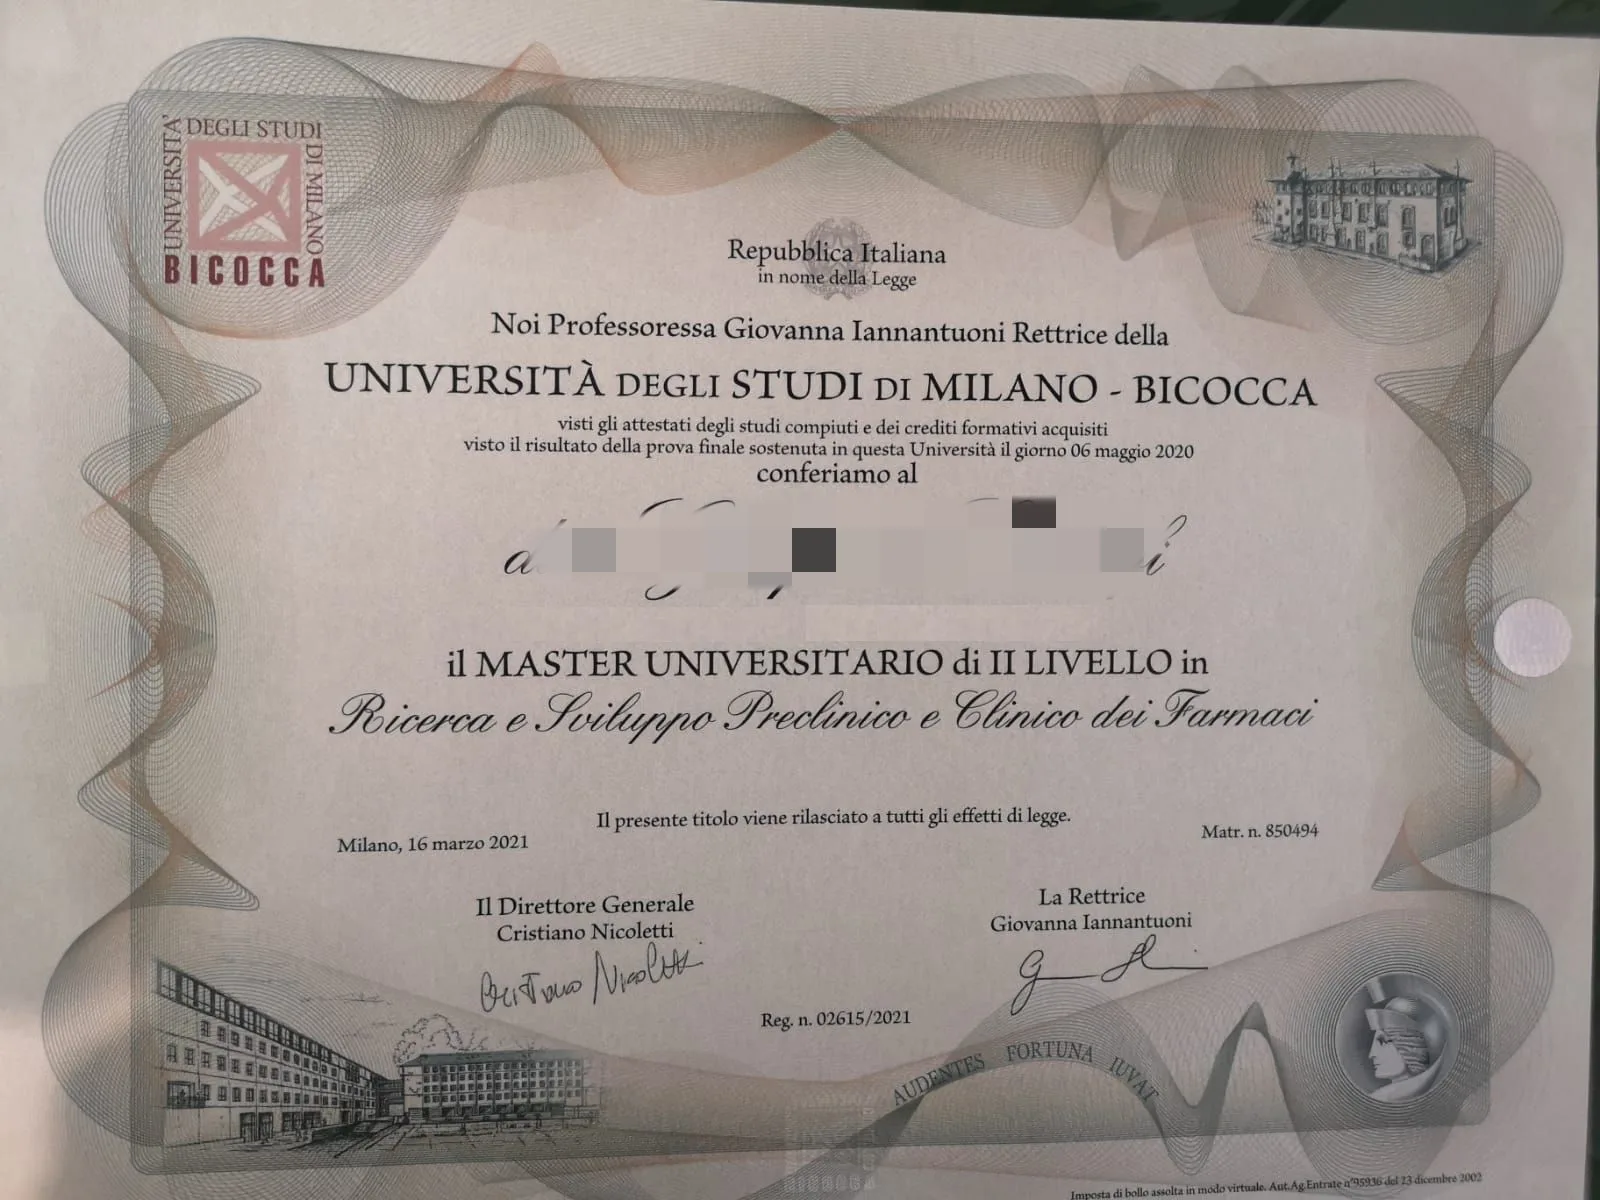 UNIVERSITÀ DEGLI STUDI DI MILANO
BICOCCA
Repubblica Italiana
in nome della Legge
Noi Professoressa Giovanna Iannantuoni Rettrice della
UNIVERSITÀ DEGLI STUDI DI MILANO - BICOCCA
visti gli attestati degli studi compiuti e dei crediti formativi acquisiti
visto il risultato della prova finale sostenuta in questa Università il giorno 06 maggio 2020
conferiamo al
il MASTER UNIVERSITARIO di II LIVELLO in
Ricerca e Sviluppo Preclinico e Clinico dei Farmaci
Il presente titolo viene rilasciato a tutti gli effetti di legge.
Milano, 16 marzo 2021
Matr. n. 850494
Il Direttore Generale
Cristiano Nicoletti
Cristiano Nicoletti
La Rettrice
Giovanna Iannantuoni
Reg. n. 02615/2021
AUDENTES FORTUNA IUVAT
BICOCCA
Imposta di bollo assolta in modo virtuale. Aut.Ag.Entrate n°95936 del 23 dicembre 2002